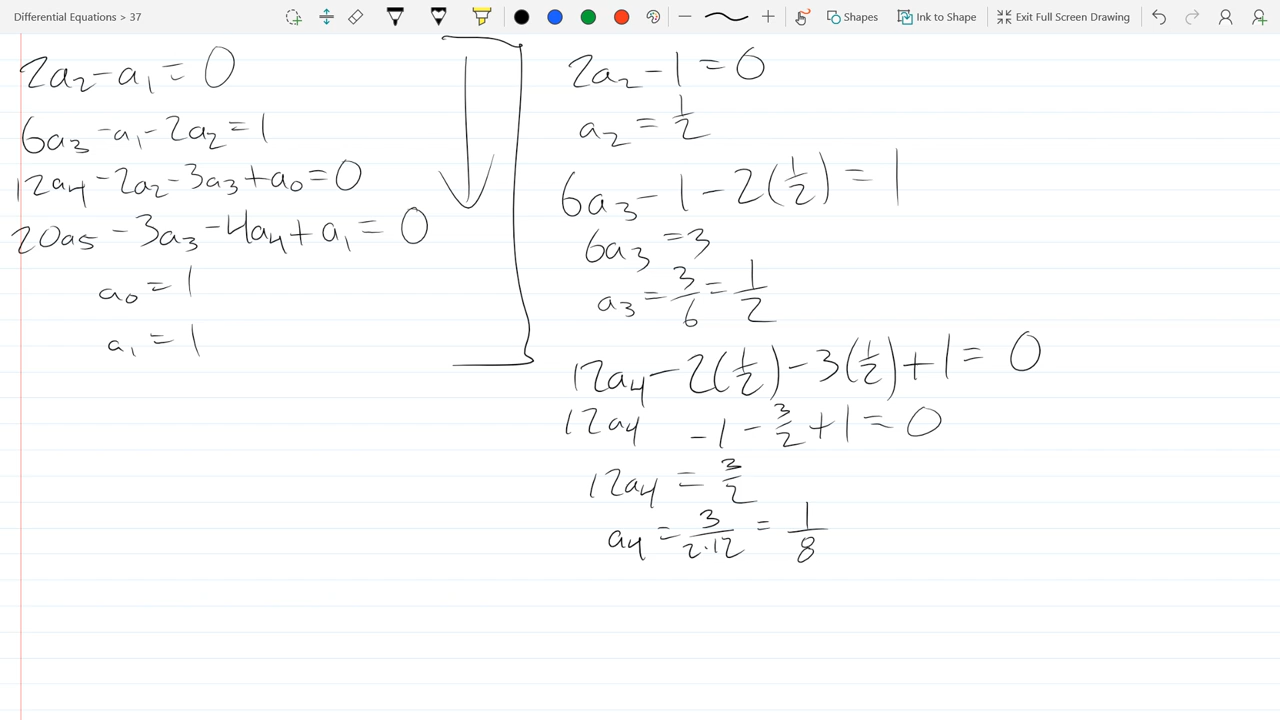 Differential Equations > 37
Shapes
Ink to Shape
Exit Full Screen Drawing
2a₂ - a₁ = 0
6a₃ - a₁ - 2a₂ = 1
12a₄ - 2a₂ - 3a₃ + a₀ = 0
20a₅ - 3a₃ - 4a₄ + a₁ = 0
a₀ = 1
a₁ = 1
2a₂ - 1 = 0
a₂ = 1/2
6a₃ - 1 - 2(1/2) = 1
6a₃ = 3
a₃ = 3/6 = 1/2
12a₄ - 2(1/2) - 3(1/2) + 1 = 0
12a₄ - 1 - 3/2 + 1 = 0
12a₄ = 3/2
a₄ = 3/(2·12) = 1/8